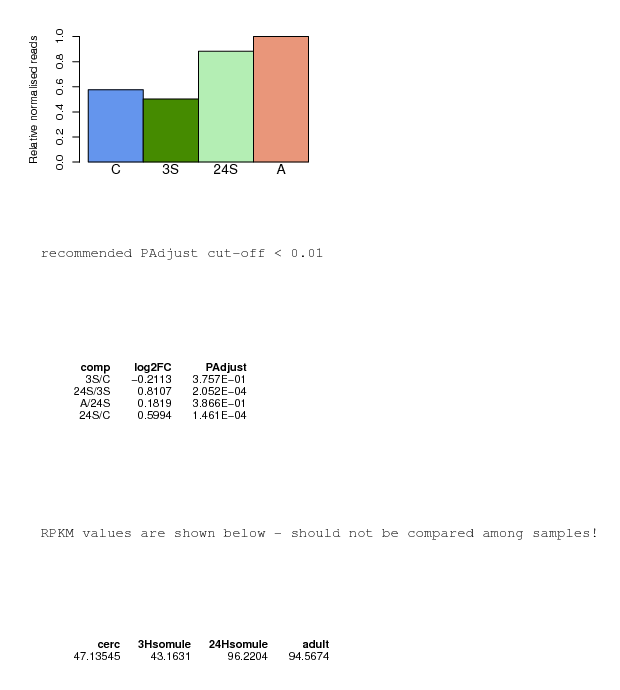 Relative normalised reads
1.0
0.8
0.6
0.4
0.2
0.0
C 3S 24S A
recommended PAdjust cut-off < 0.01
comp log2FC PAdjust
3S/C −0.2113 3.757E−01
24S/3S 0.8107 2.052E−04
A/24S 0.1819 3.866E−01
24S/C 0.5994 1.461E−04
RPKM values are shown below - should not be compared among samples!
cerc 3Hsomule 24Hsomule adult
47.13545 43.1631 96.2204 94.5674